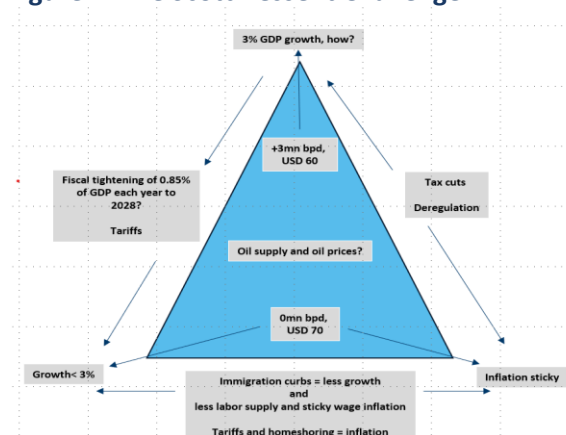 3% GDP growth, how?
+3mn bpd,
USD 60
Fiscal tightening of 0.85%
of GDP each year to
2028?
Tariffs
Tax cuts
Deregulation
Oil supply and oil prices?
0mn bpd,
USD 70
Growth< 3%
Inflation sticky
Immigration curbs = less growth
and
less labor supply and sticky wage inflation
Tariffs and homeshoring = inflation